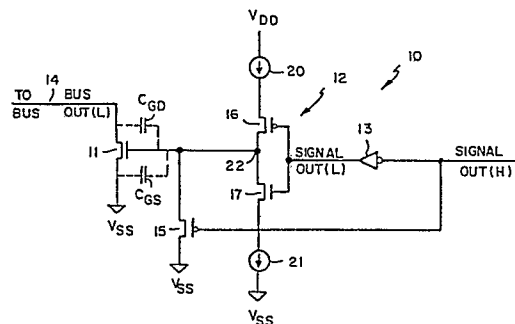 VDD
20
10
12
16
14
TO BUS
BUS OUT(L)
CGD
11
CGS
VSS
22
17
SIGNAL
OUT(L)
13
SIGNAL
OUT(H)
15
VSS
21
VSS